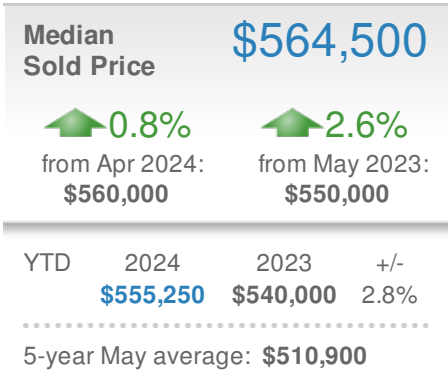 Median
Sold Price
$564,500
0.8% 2.6%
from Apr 2024: from May 2023:
$560,000 $550,000
YTD 2024 2023 +/-
$555,250 $540,000 2.8%
5-year May average: $510,900